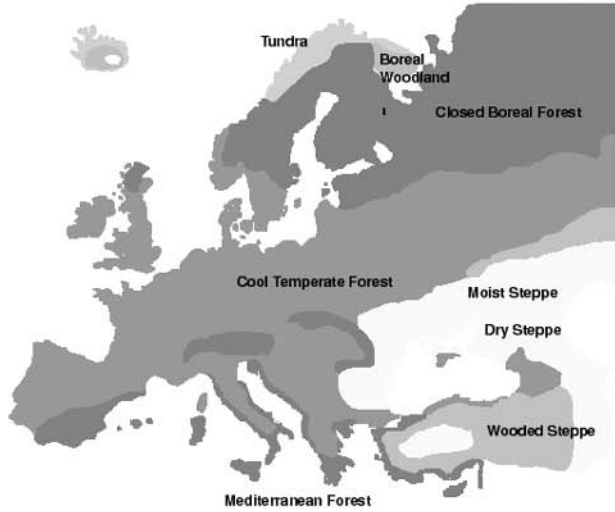 Tundra
Boreal
Woodland
Closed Boreal Forest
Cool Temperate Forest
Moist Steppe
Dry Steppe
Wooded Steppe
Mediterranean Forest